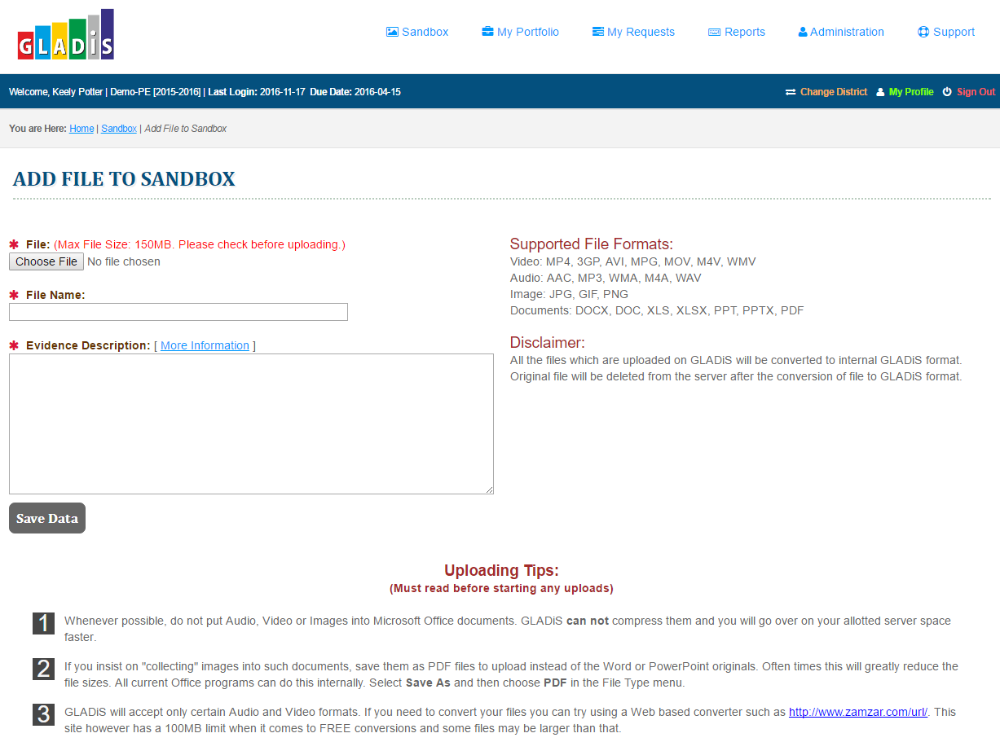 GLADiS
Sandbox My Portfolio My Requests Reports Administration Support
Welcome, Keely Potter | Demo-PE [2015-2016] | Last Login: 2016-11-17 Due Date: 2016-04-15 Change District My Profile Sign Out
You are Here: Home | Sandbox | Add File to Sandbox
ADD FILE TO SANDBOX
✱ File: (Max File Size: 150MB. Please check before uploading.)
Choose File No file chosen
✱ File Name:
✱ Evidence Description: [ More Information ]
Save Data
Supported File Formats:
Video: MP4, 3GP, AVI, MPG, MOV, M4V, WMV
Audio: AAC, MP3, WMA, M4A, WAV
Image: JPG, GIF, PNG
Documents: DOCX, DOC, XLS, XLSX, PPT, PPTX, PDF
Disclaimer:
All the files which are uploaded on GLADiS will be converted to internal GLADiS format.
Original file will be deleted from the server after the conversion of file to GLADiS format.
Uploading Tips:
(Must read before starting any uploads)
1 Whenever possible, do not put Audio, Video or Images into Microsoft Office documents. GLADiS can not compress them and you will go over on your allotted server space
faster.
2 If you insist on "collecting" images into such documents, save them as PDF files to upload instead of the Word or PowerPoint originals. Often times this will greatly reduce the
file sizes. All current Office programs can do this internally. Select Save As and then choose PDF in the File Type menu.
3 GLADiS will accept only certain Audio and Video formats. If you need to convert your files you can try using a Web based converter such as http://www.zamzar.com/url/. This
site however has a 100MB limit when it comes to FREE conversions and some files may be larger than that.